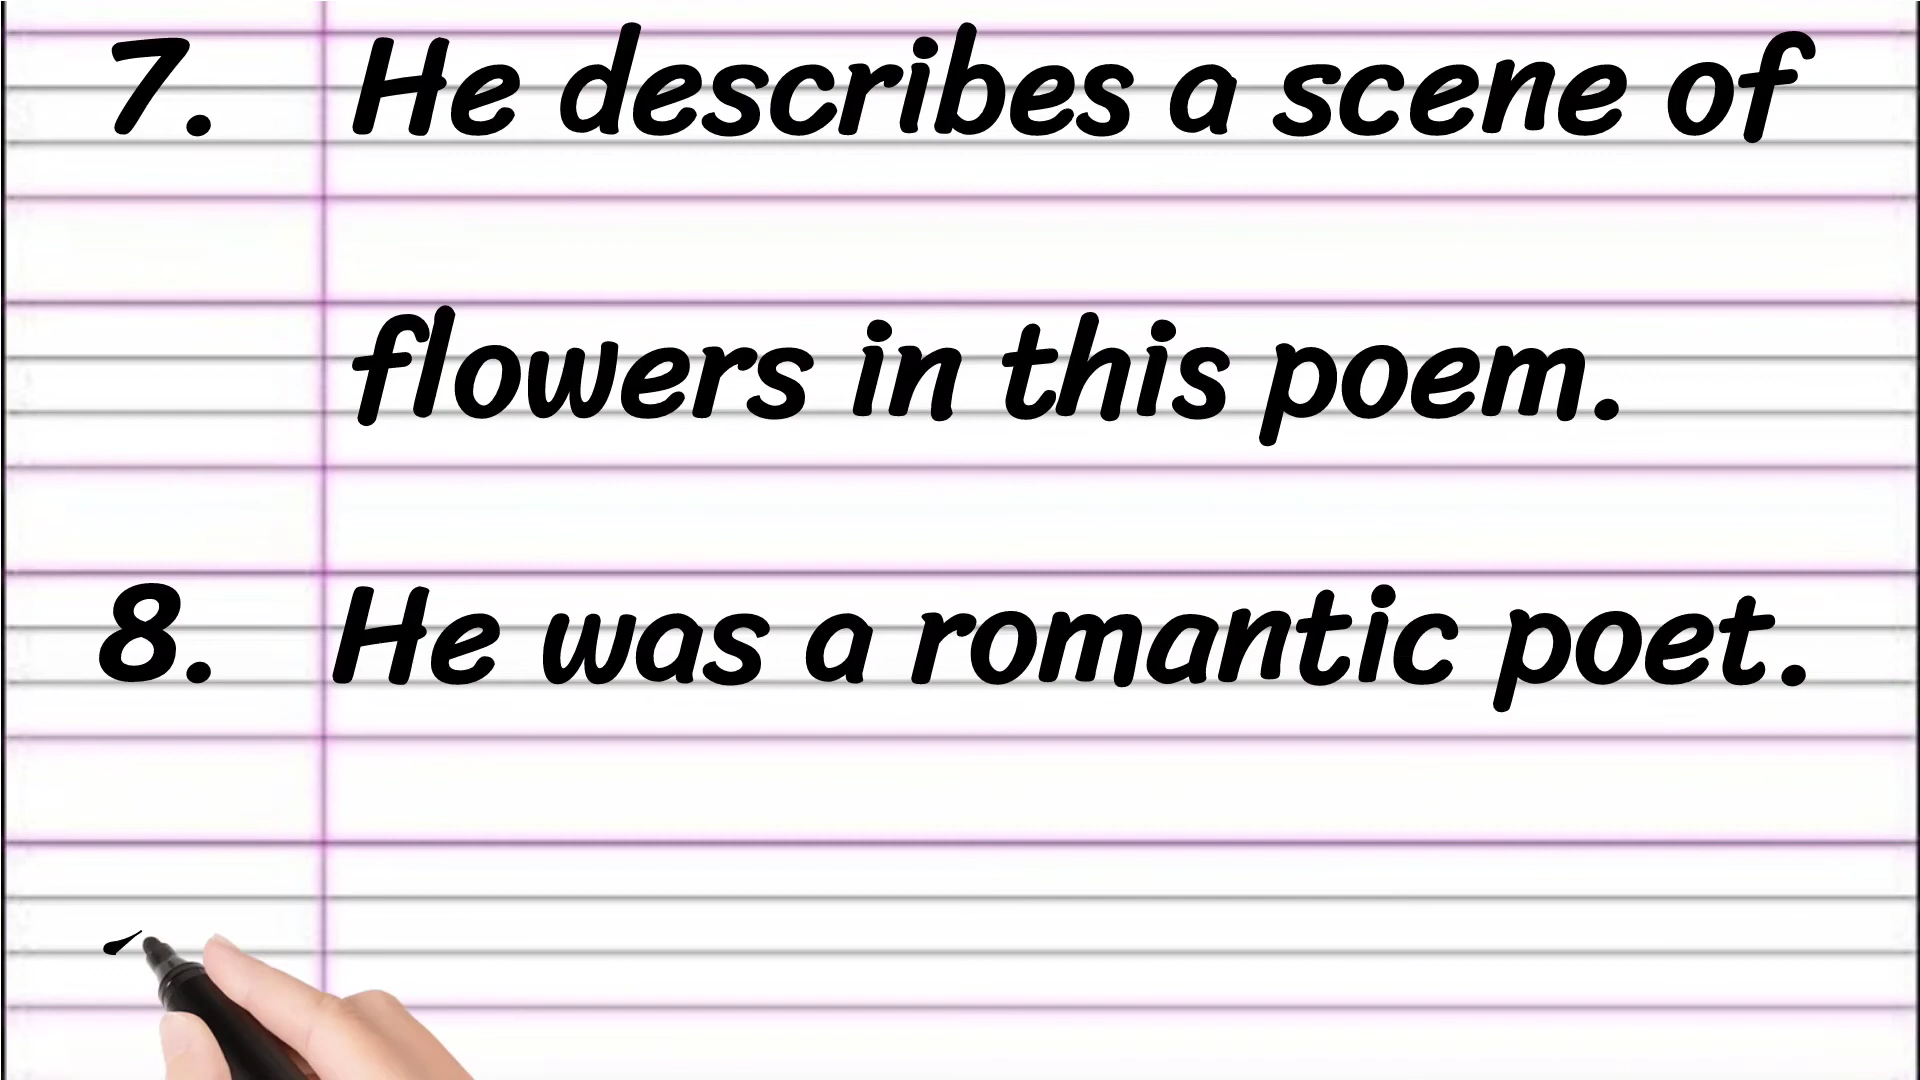 7. He describes a scene of
flowers in this poem.
8. He was a romantic poet.